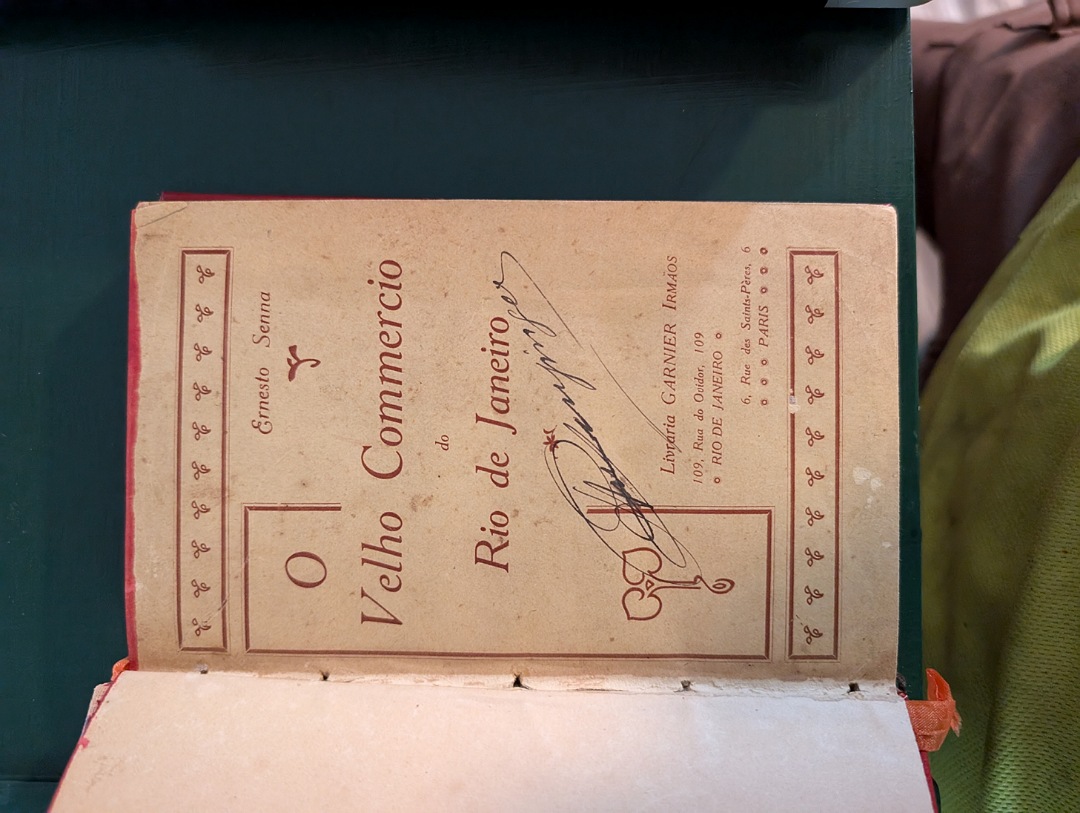 Ernesto Senna
O
Velho Commercio
do
Rio de Janeiro
Livraria GARNIER IRMÃOS
109, Rua do Ouvidor, 109
RIO DE JANEIRO
6, Rue des Saints-Pères, 6
PARIS